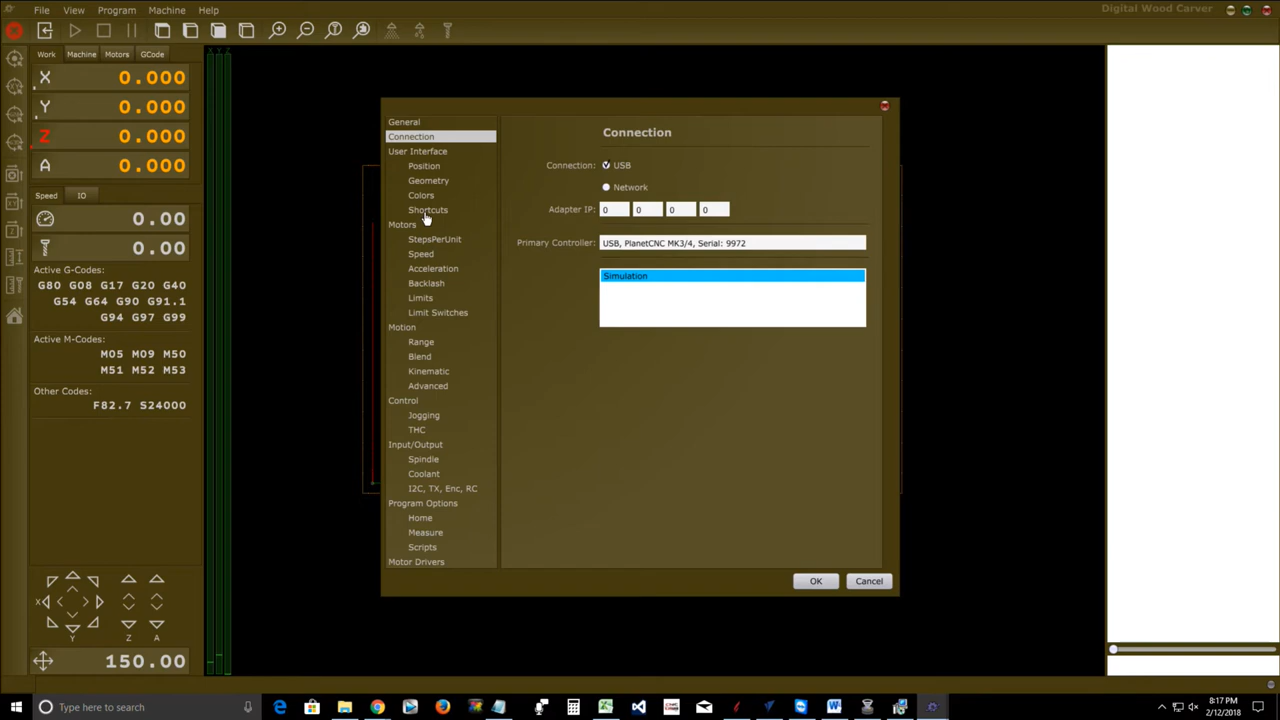 File View Program Machine Help
Digital Wood Carver
Work Machine Motors GCode
X 0.000
Y 0.000
Z 0.000
A 0.000
Speed IO
0.00
0.00
Active G-Codes:
G80 G08 G17 G20 G40
G54 G64 G90 G91.1
G94 G97 G99
Active M-Codes:
M05 M09 M50
M51 M52 M53
Other Codes:
F82.7 S24000
X
Y
Z
A
150.00
X Y Z
General
Connection
User Interface
Position
Geometry
Colors
Shortcuts
Motors
StepsPerUnit
Speed
Acceleration
Backlash
Limits
Limit Switches
Motion
Range
Blend
Kinematic
Advanced
Control
Jogging
THC
Input/Output
Spindle
Coolant
I2C, TX, Enc, RC
Program Options
Home
Measure
Scripts
Motor Drivers
Connection
Connection: USB
Network
Adapter IP: 0 0 0 0
Primary Controller: USB, PlanetCNC MK3/4, Serial: 9972
Simulation
OK Cancel
Type here to search
8:17 PM
2/12/2018